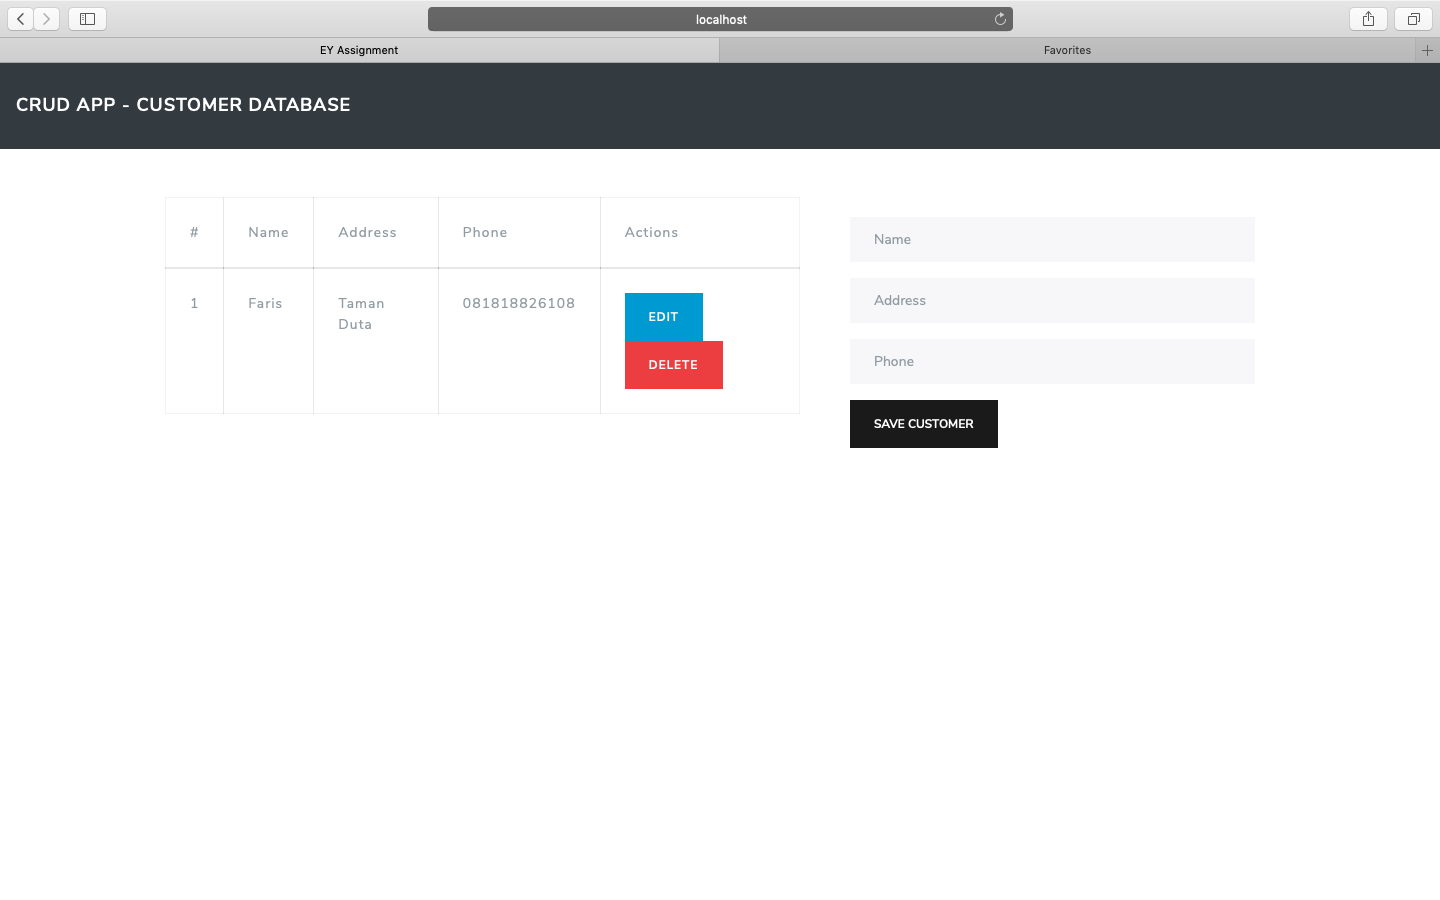 localhost
EY Assignment
Favorites
CRUD APP - CUSTOMER DATABASE
# Name Address Phone Actions
1 Faris Taman Duta 081818826108
EDIT
DELETE
Name
Address
Phone
SAVE CUSTOMER